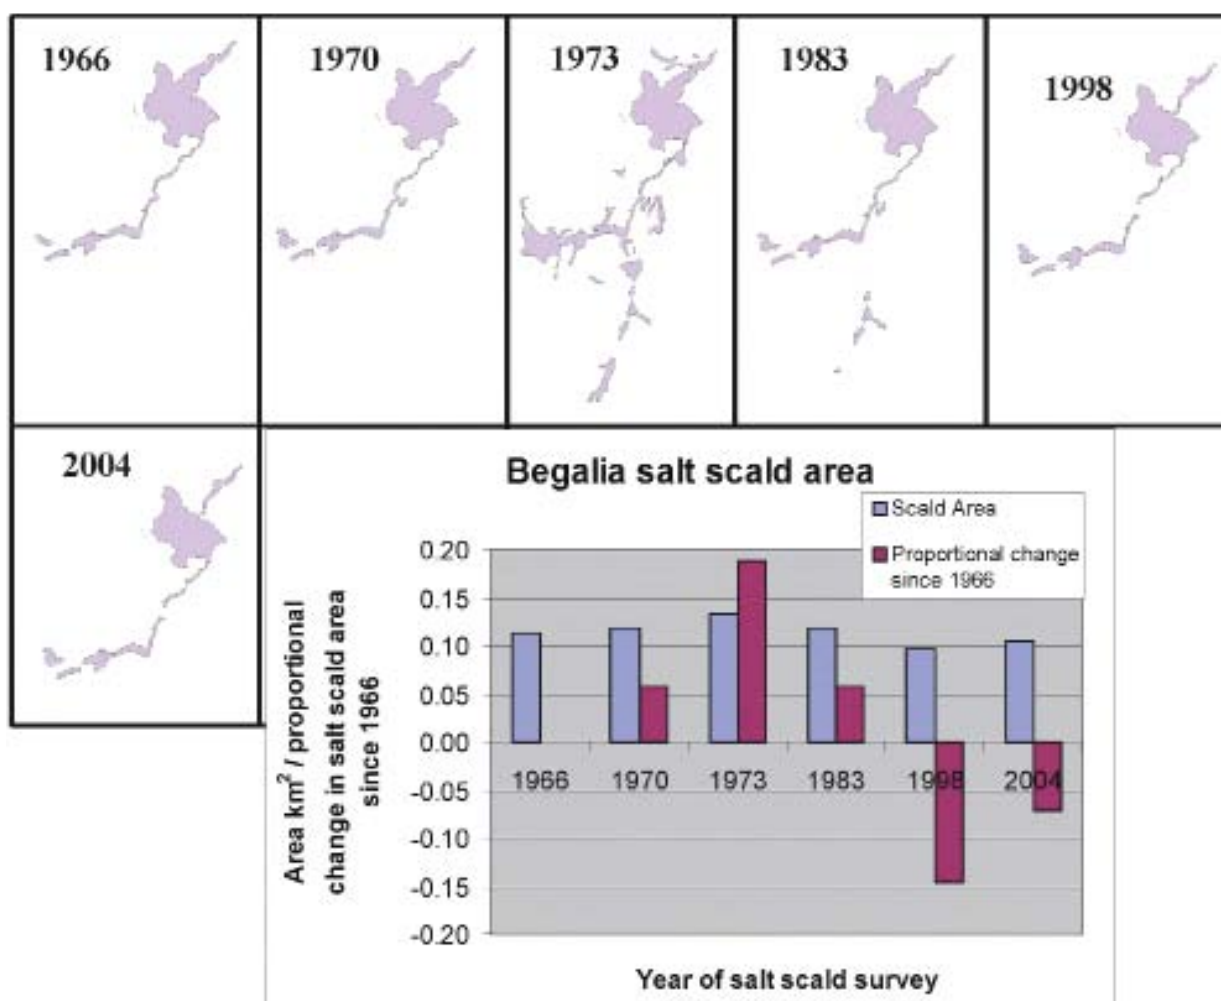 1966
1970
1973
1983
1998
2004
Begalia salt scald area
Scald Area
Proportional change
since 1966
Area km² / proportional
change in salt scald area
since 1966
0.20
0.15
0.10
0.05
0.00
-0.05
-0.10
-0.15
-0.20
1966 1970 1973 1983 1998 2004
Year of salt scald survey